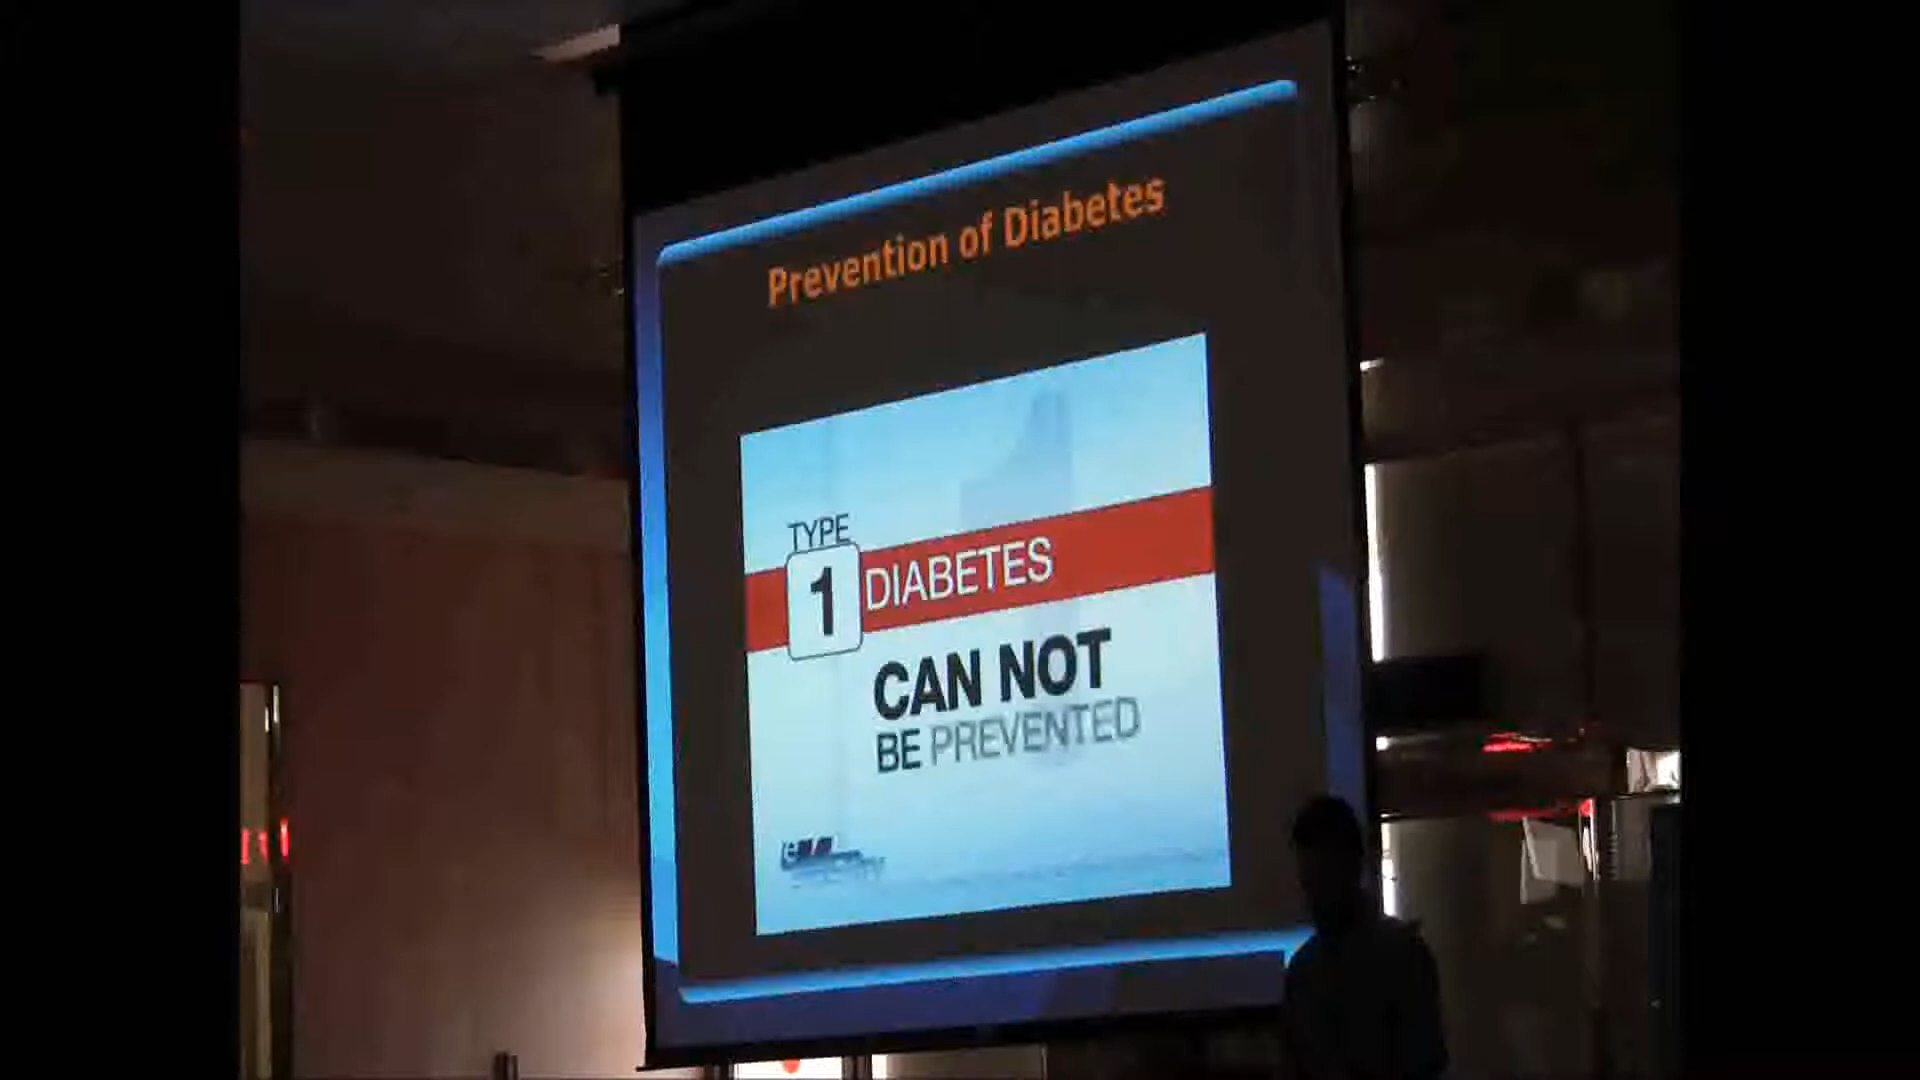 Prevention of Diabetes
TYPE
1 DIABETES
CAN NOT
BE PREVENTED